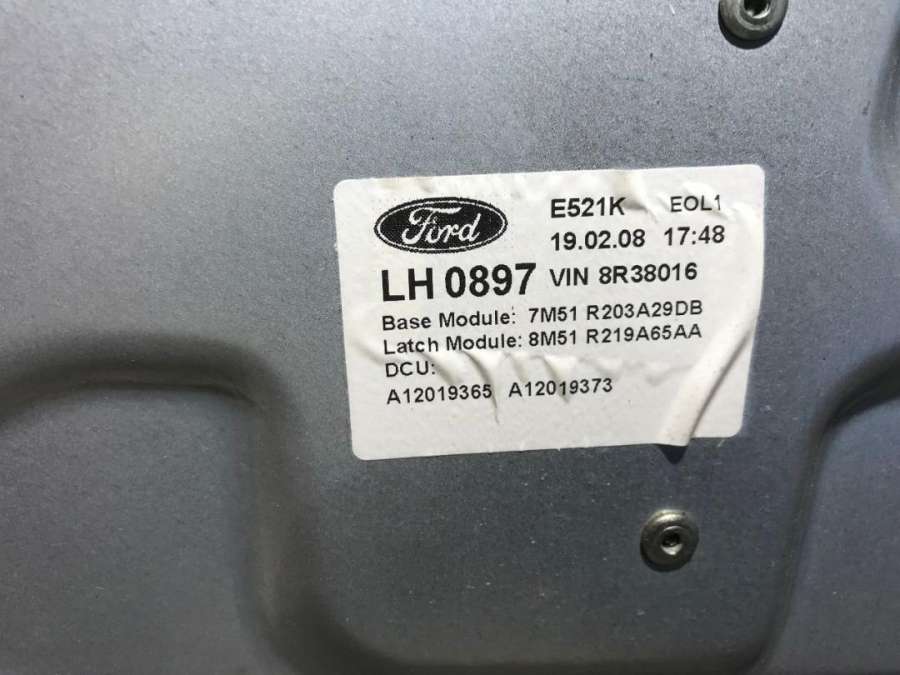 Ford
E521K EOL1
19.02.08 17:48
LH 0897 VIN 8R38016
Base Module: 7M51 R203A29DB
Latch Module: 8M51 R219A65AA
DCU:
A12019365 A12019373